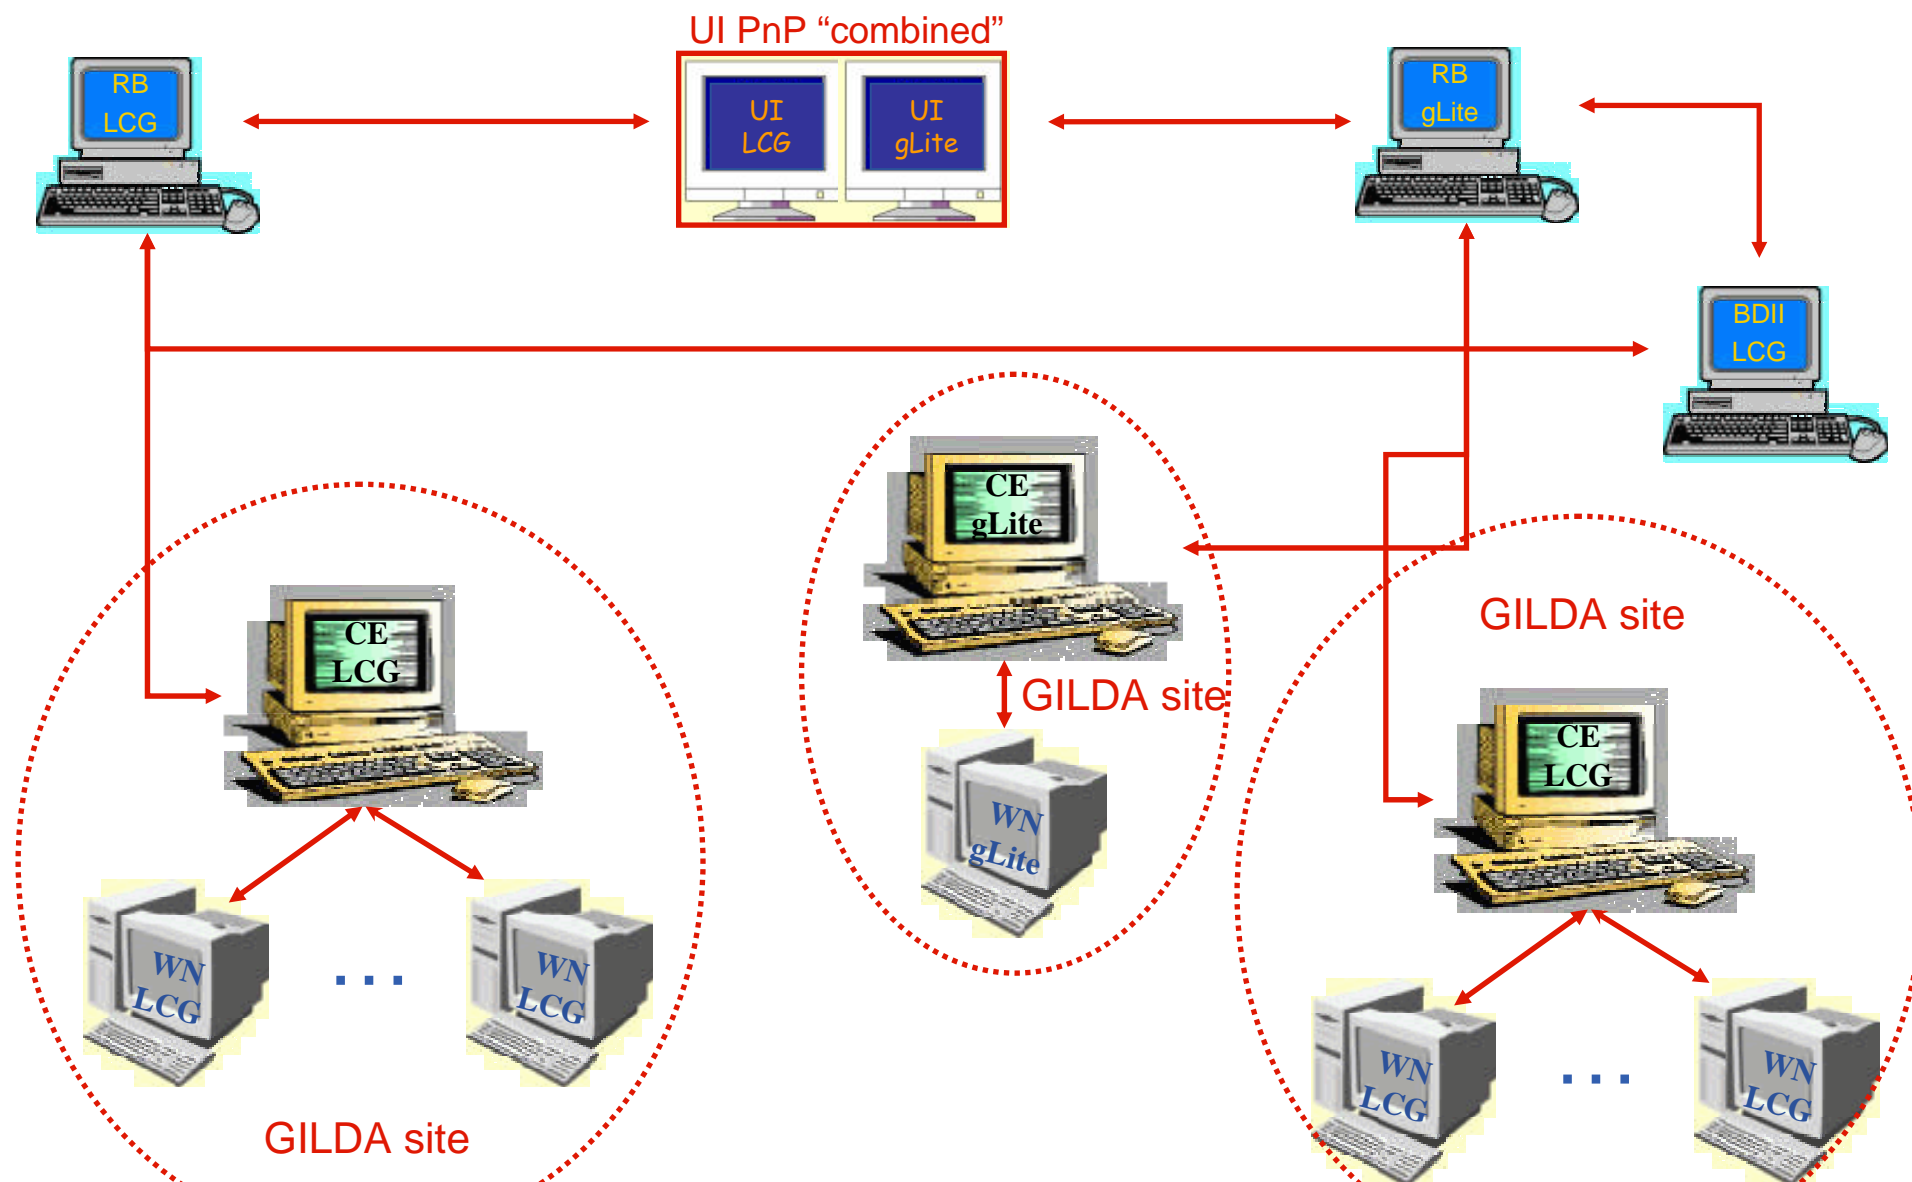 UI PnP “combined”
RB
LCG
UI
LCG
UI
gLite
RB
gLite
BDII
LCG
CE
gLite
GILDA site
WN
gLite
CE
LCG
WN
LCG
. . .
WN
LCG
GILDA site
GILDA site
CE
LCG
WN
LCG
. . .
WN
LCG